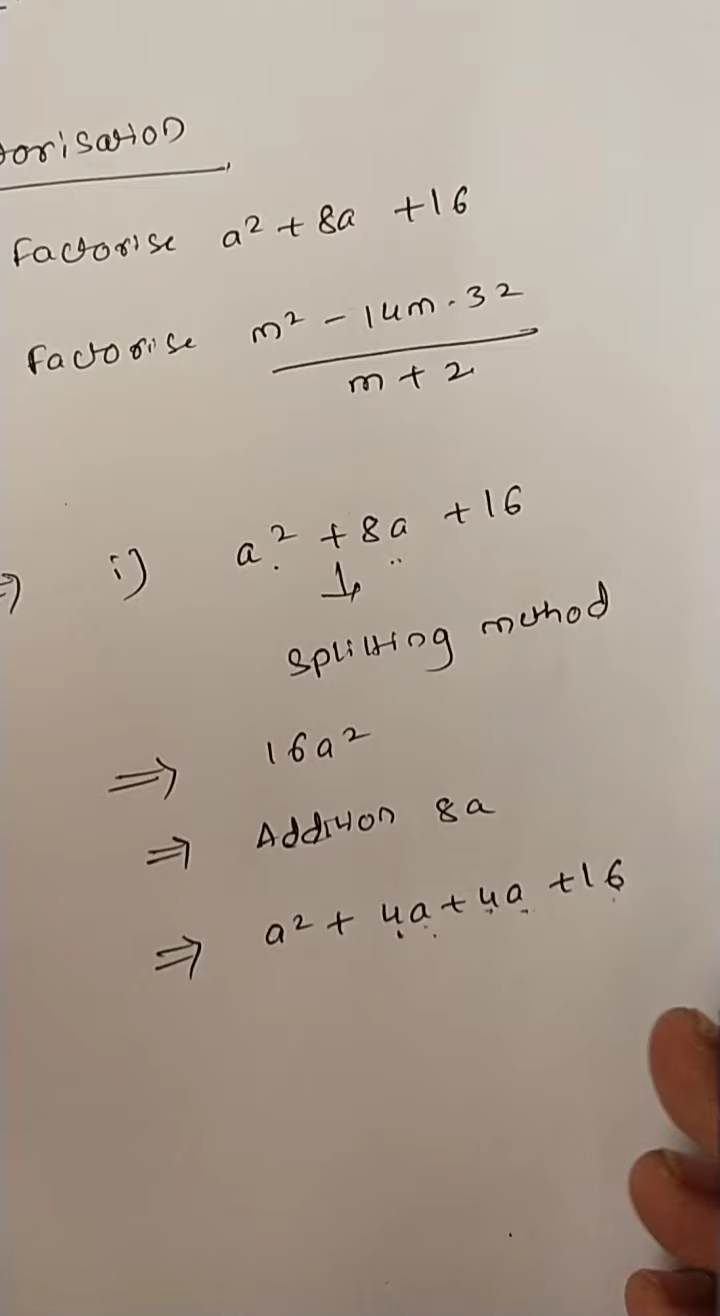 torisation
Factorise a² + 8a +16
Factorise m² - 14m - 32
m + 2
⇒ i) a² + 8a +16
splitting method
⇒ 16a²
⇒ Addition 8a
⇒ a² + 4a + 4a +16